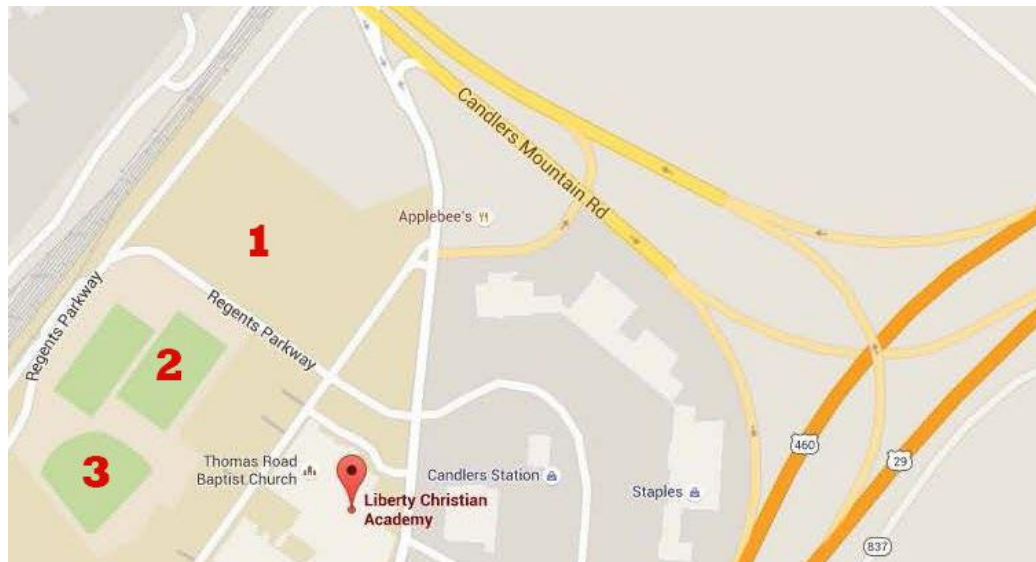 Candlers Mountain Rd
Applebee's
1
Regents Parkway
Regents Parkway
2
460
29
3
Thomas Road
Baptist Church
Candlers Station
Staples
Liberty Christian
Academy
837